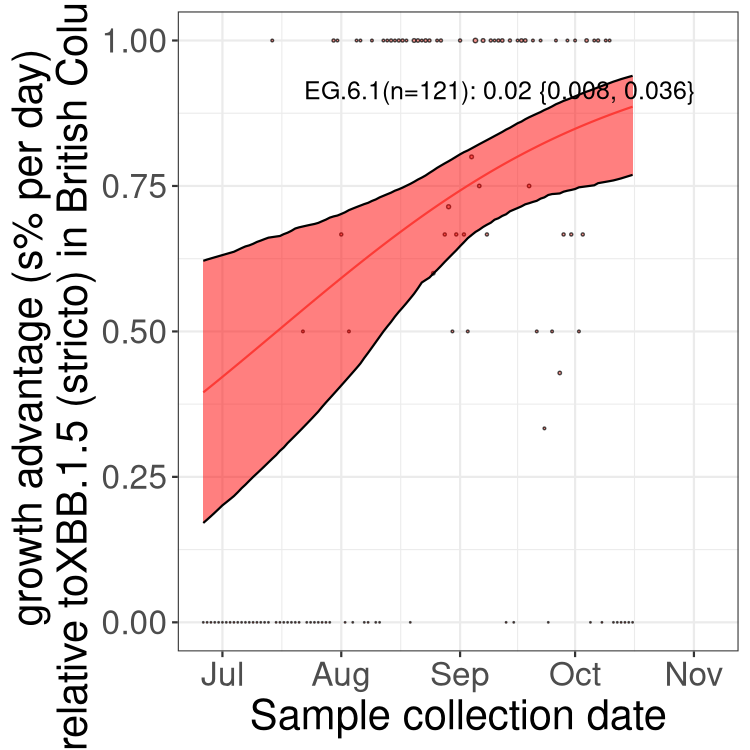 growth advantage (s% per day)
relative toXBB.1.5 (stricto) in British Colu
1.00
0.75
0.50
0.25
0.00
EG.6.1(n=121): 0.02 {0.008, 0.036}
Jul Aug Sep Oct Nov
Sample collection date